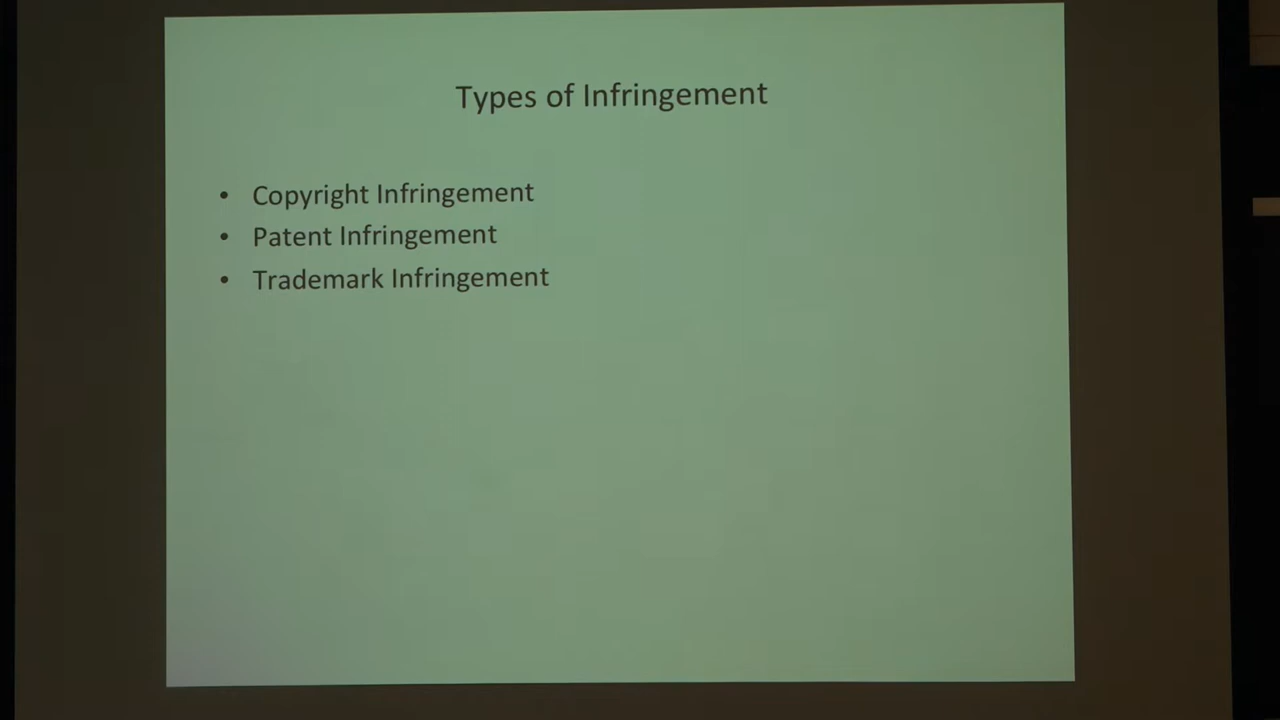 Types of Infringement
• Copyright Infringement
• Patent Infringement
• Trademark Infringement